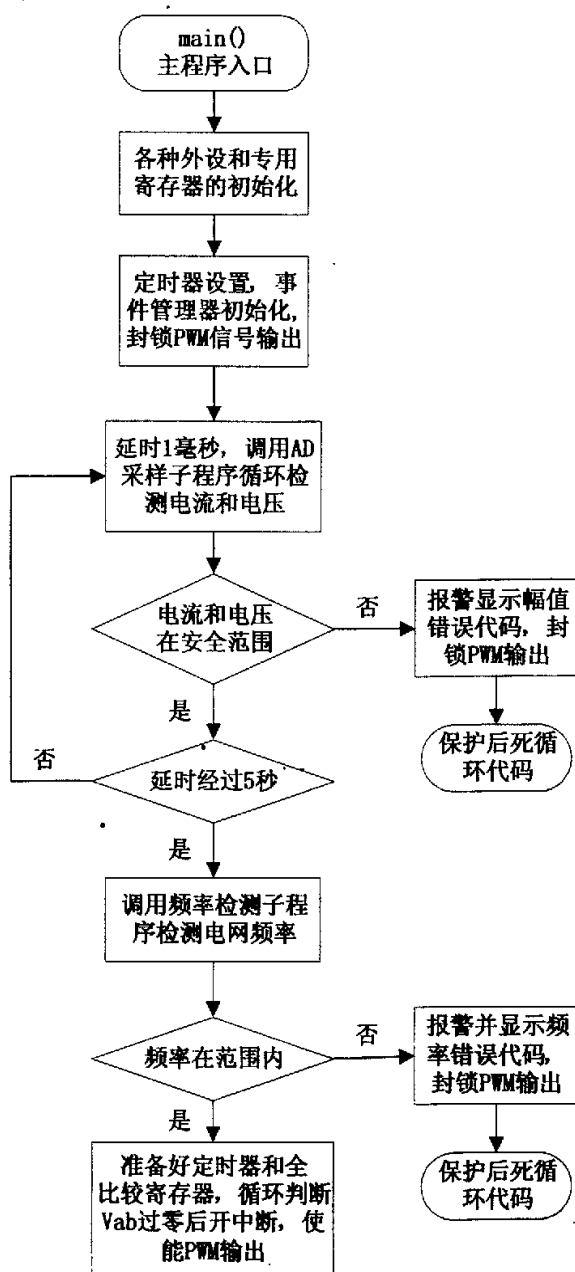 main()
主程序入口
各种外设和专用
寄存器的初始化
定时器设置，事
件管理器初始化，
封锁PWM信号输出
延时1毫秒，调用AD
采样子程序循环检
测电流和电压
电流和电压
在安全范围
否
报警显示幅值
错误代码，封
锁PWM输出
是
保护后死循
环代码
否
延时经过5秒
是
调用频率检测子程
序检测电网频率
频率在范围内
否
报警并显示频
率错误代码，
封锁PWM输出
是
保护后死循
环代码
准备好定时器和全
比较寄存器，循环判断
Vab过零后开中断，使
能PWM输出